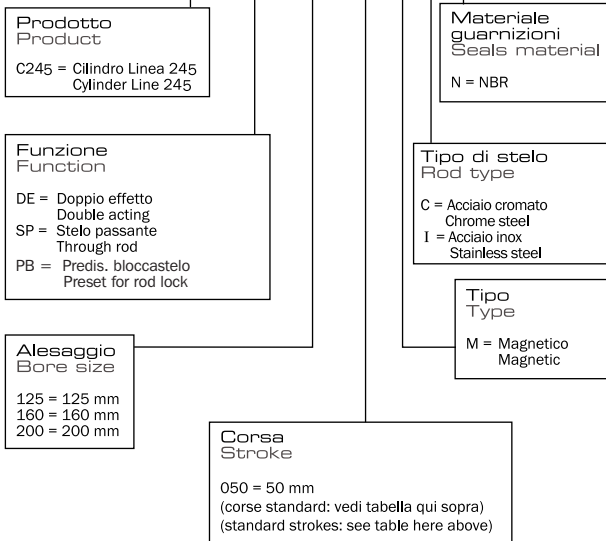 Prodotto
Product
C245 = Cilindro Linea 245
Cylinder Line 245
Materiale
guarnizioni
Seals material
N = NBR
Funzione
Function
DE = Doppio effetto
Double acting
SP = Stelo passante
Through rod
PB = Predis. bloccastelo
Preset for rod lock
Tipo di stelo
Rod type
C = Acciaio cromato
Chrome steel
I = Acciaio inox
Stainless steel
Tipo
Type
M = Magnetico
Magnetic
Alesaggio
Bore size
125 = 125 mm
160 = 160 mm
200 = 200 mm
Corsa
Stroke
050 = 50 mm
(corse standard: vedi tabella qui sopra)
(standard strokes: see table here above)